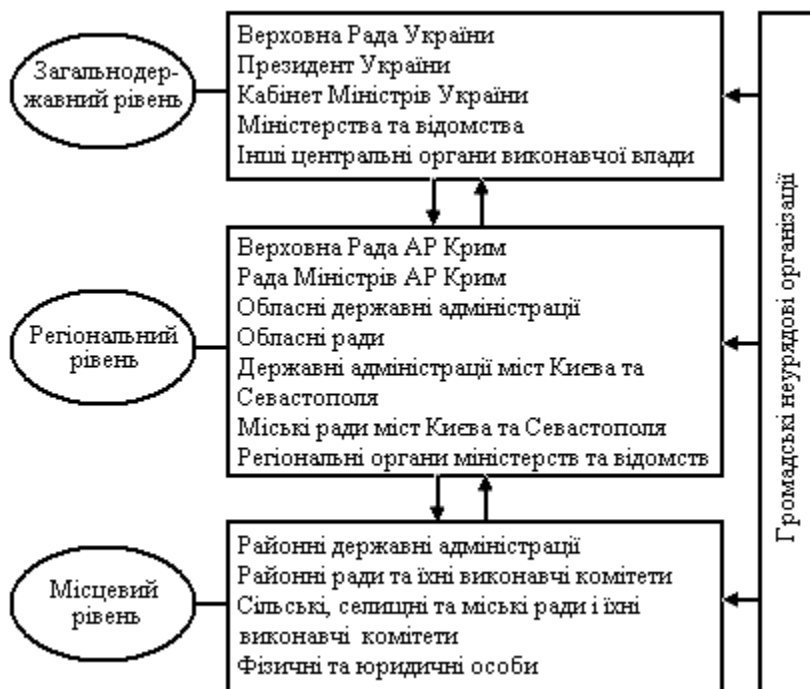 Загальнодер-
жавний рівень
Верховна Рада України
Президент України
Кабінет Міністрів України
Міністерства та відомства
Інші центральні органи виконавчої влади
Регіональний
рівень
Верховна Рада АР Крим
Рада Міністрів АР Крим
Обласні державні адміністрації
Обласні ради
Державні адміністрації міст Києва та
Севастополя
Міські ради міст Києва та Севастополя
Регіональні органи міністерств та відомств
Місцевий
рівень
Районні державні адміністрації
Районні ради та їхні виконавчі комітети
Сільські, селищні та міські ради і їхні
виконавчі комітети
Фізичні та юридичні особи
Громадські неурядові організації